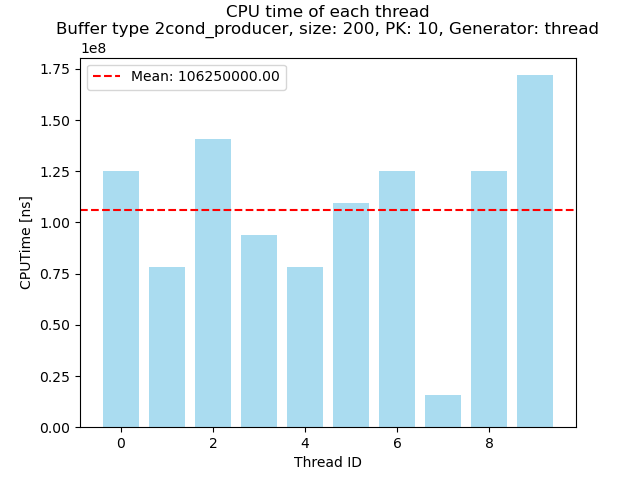 CPU time of each thread
Buffer type 2cond_producer, size: 200, PK: 10, Generator: thread
1e8
Mean: 106250000.00
1.75
1.50
1.25
1.00
0.75
0.50
0.25
0.00
CPUTime [ns]
0 2 4 6 8
Thread ID